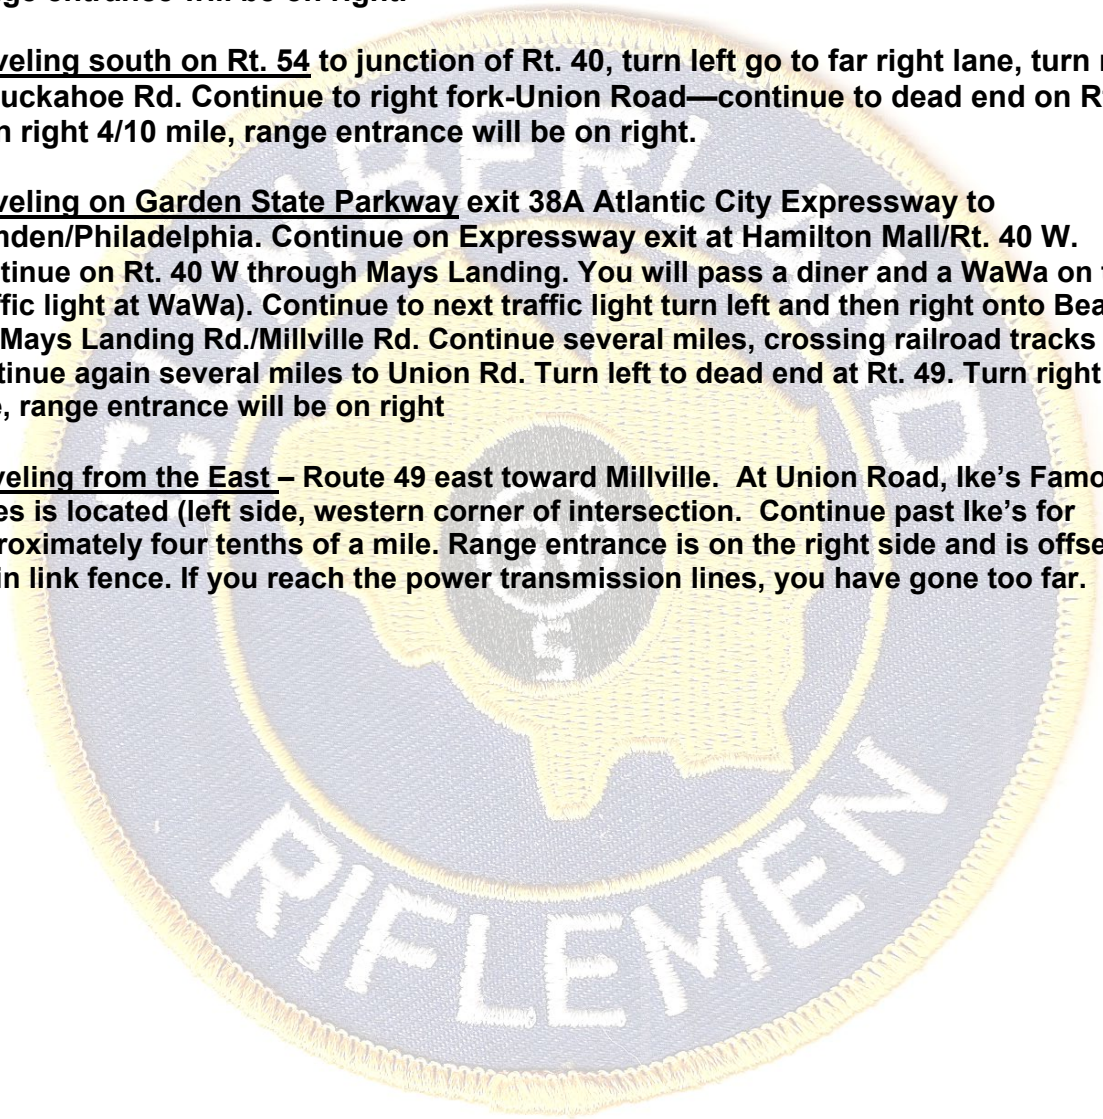 ge entrance will be on right.
veling south on Rt. 54 to junction of Rt. 40, turn left go to far right lane, turn
uckahoe Rd. Continue to right fork-Union Road—continue to dead end on R
n right 4/10 mile, range entrance will be on right.
veling on Garden State Parkway exit 38A Atlantic City Expressway to
nden/Philadelphia. Continue on Expressway exit at Hamilton Mall/Rt. 40 W.
tinue on Rt. 40 W through Mays Landing. You will pass a diner and a WaWa on
ffic light at WaWa). Continue to next traffic light turn left and then right onto Bea
Mays Landing Rd./Millville Rd. Continue several miles, crossing railroad tracks
tinue again several miles to Union Rd. Turn left to dead end at Rt. 49. Turn right
e, range entrance will be on right
veling from the East – Route 49 east toward Millville. At Union Road, Ike’s Famo
es is located (left side, western corner of intersection. Continue past Ike’s for
roximately four tenths of a mile. Range entrance is on the right side and is offse
in link fence. If you reach the power transmission lines, you have gone too far.
CUMBERLAND
S
RIFLEMEN